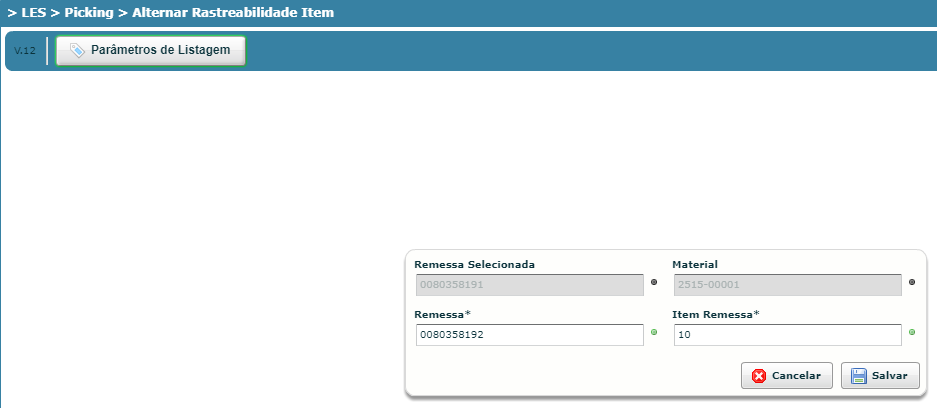 > LES > Picking > Alternar Rastreabilidade Item
V.12 Parâmetros de Listagem
Remessa Selecionada Material
0080358191 2515-00001
Remessa* Item Remessa*
0080358192 10
Cancelar Salvar